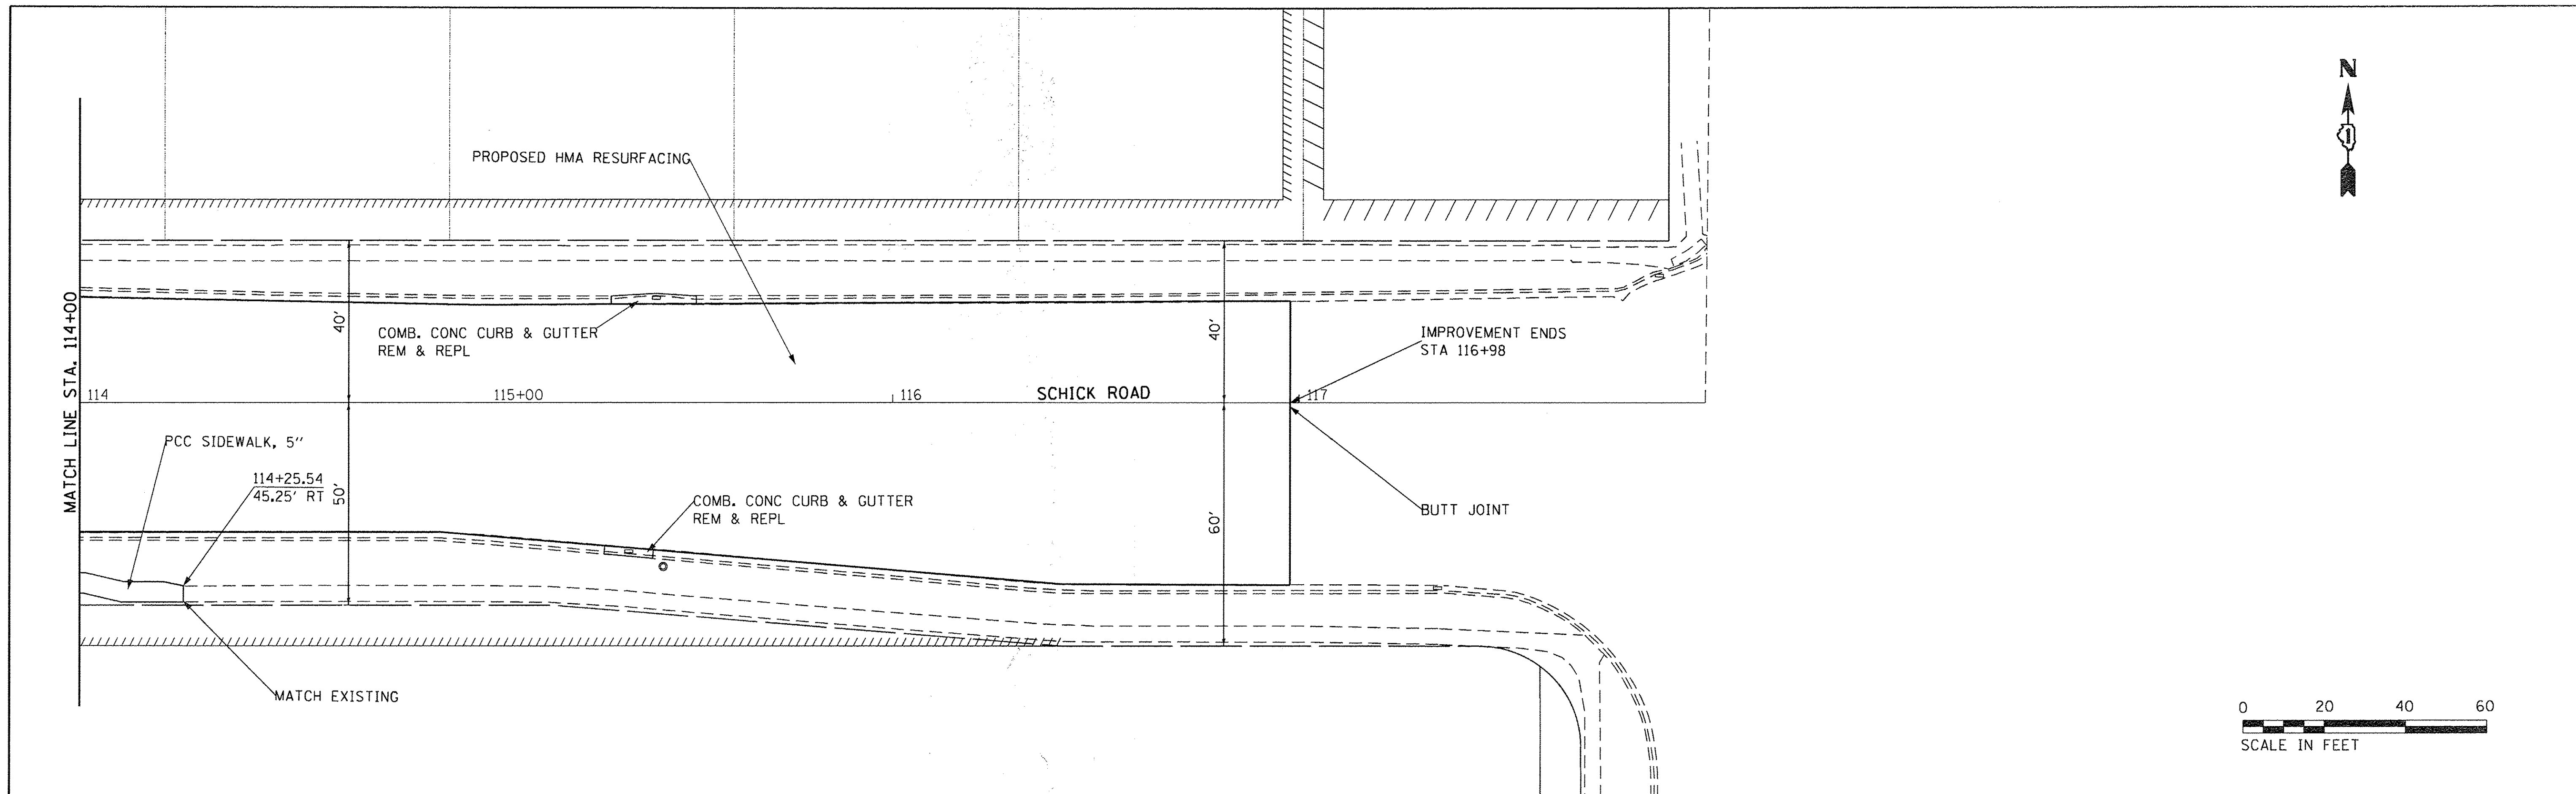 N
1
PROPOSED HMA RESURFACING
MATCH LINE STA. 114+00
40'
COMB. CONC CURB & GUTTER
REM & REPL
40'
IMPROVEMENT ENDS
STA 116+98
114
115+00
116
SCHICK ROAD
117
PCC SIDEWALK, 5"
114+25.54
45.25' RT
50'
COMB. CONC CURB & GUTTER
REM & REPL
60'
BUTT JOINT
MATCH EXISTING
0 20 40 60
SCALE IN FEET